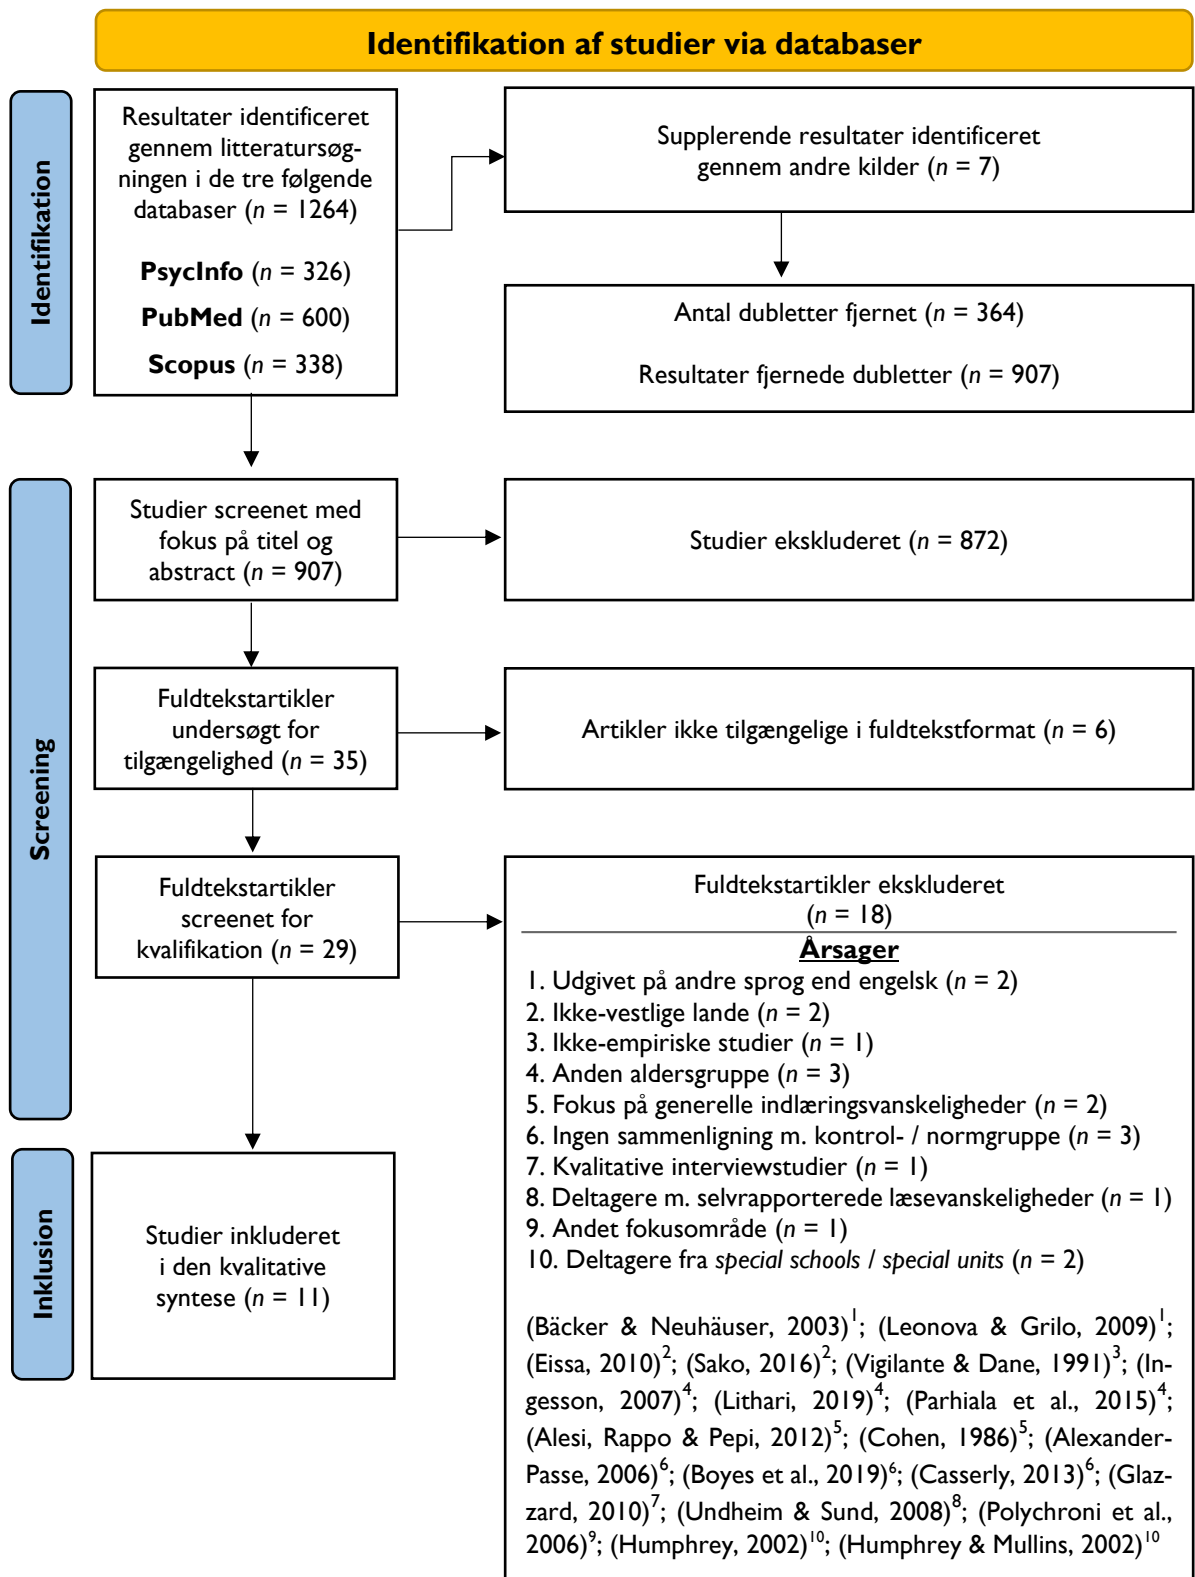 Identifikation af studier via databaser
Identifikation
Resultater identificeret
gennem litteratursøg-
ningen i de tre følgende
databaser (n = 1264)
PsycInfo (n = 326)
PubMed (n = 600)
Scopus (n = 338)
Supplerende resultater identificeret
gennem andre kilder (n = 7)
Antal dubletter fjernet (n = 364)
Resultater fjernede dubletter (n = 907)
Screening
Studier screenet med
fokus på titel og
abstract (n = 907)
Studier ekskluderet (n = 872)
Fuldtekstartikler
undersøgt for
tilgængelighed (n = 35)
Artikler ikke tilgængelige i fuldtekstformat (n = 6)
Fuldtekstartikler
screenet for
kvalifikation (n = 29)
Fuldtekstartikler ekskluderet
(n = 18)
Årsager
1. Udgivet på andre sprog end engelsk (n = 2)
2. Ikke-vestlige lande (n = 2)
3. Ikke-empiriske studier (n = 1)
4. Anden aldersgruppe (n = 3)
5. Fokus på generelle indlæringsvanskeligheder (n = 2)
6. Ingen sammenligning m. kontrol- / normgruppe (n = 3)
7. Kvalitative interviewstudier (n = 1)
8. Deltagere m. selvrapporterede læsevanskeligheder (n = 1)
9. Andet fokusområde (n = 1)
10. Deltagere fra special schools / special units (n = 2)
(Bäcker & Neuhäuser, 2003)¹; (Leonova & Grilo, 2009)¹;
(Eissa, 2010)²; (Sako, 2016)²; (Vigilante & Dane, 1991)³; (In-
gesson, 2007)⁴; (Lithari, 2019)⁴; (Parhiala et al., 2015)⁴;
(Alesi, Rappo & Pepi, 2012)⁵; (Cohen, 1986)⁵; (Alexander-
Passe, 2006)⁶; (Boyes et al., 2019)⁶; (Casserly, 2013)⁶; (Glaz-
zard, 2010)⁷; (Undheim & Sund, 2008)⁸; (Polychroni et al.,
2006)⁹; (Humphrey, 2002)¹⁰; (Humphrey & Mullins, 2002)¹⁰
Inklusion
Studier inkluderet
i den kvalitative
syntese (n = 11)